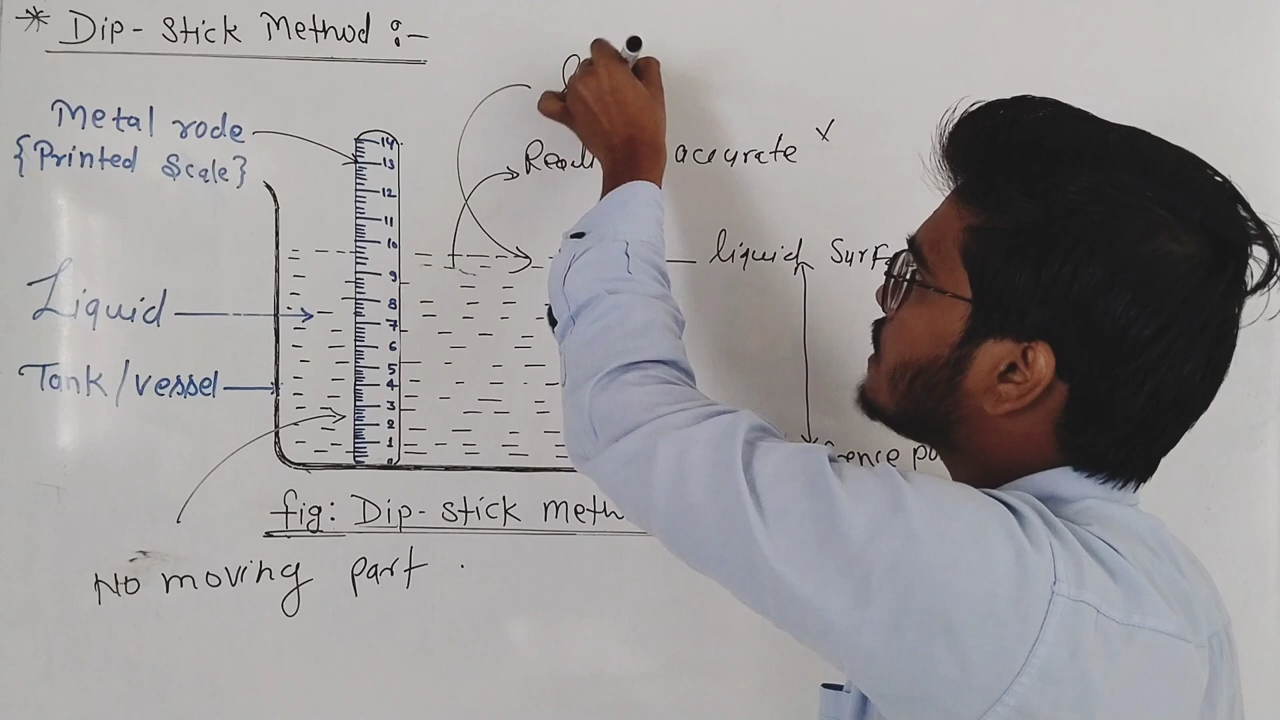 * Dip-stick Method :-
Metal rode
{Printed Scale}
accurate x
liquid
Liquid
Tank/vessel
14
13
12
11
10
9
8
7
6
5
4
3
2
1
0
fig: Dip-stick
No moving part .